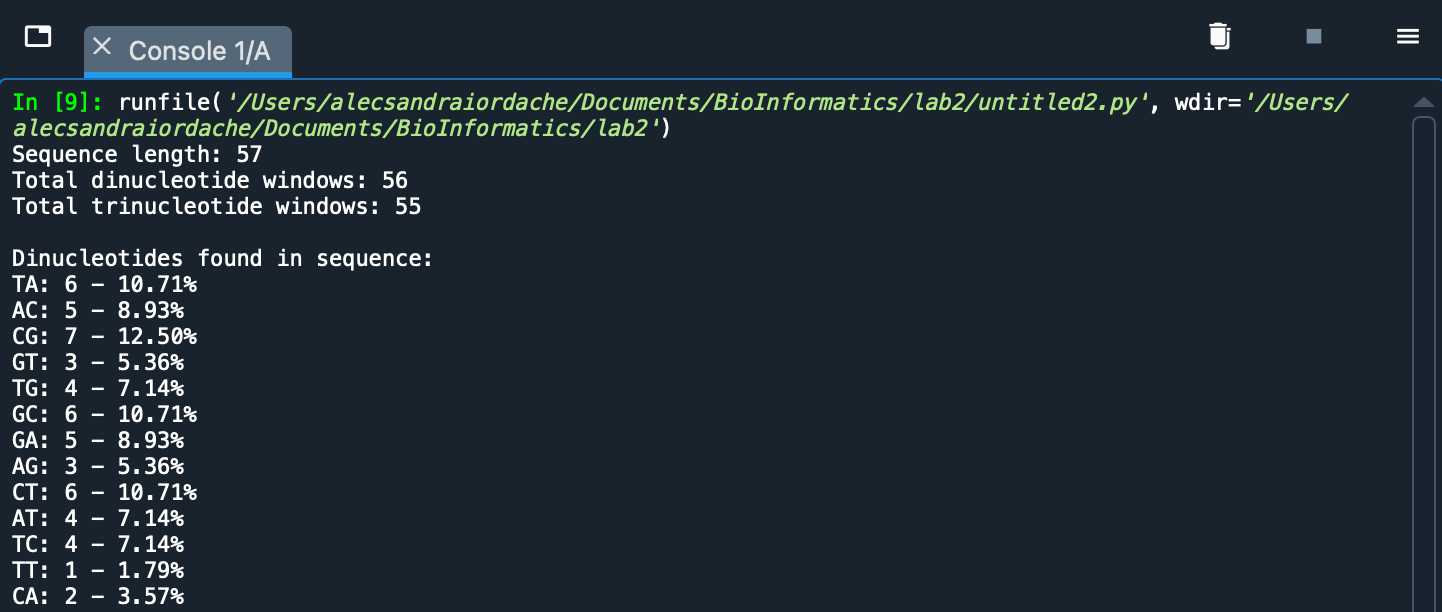 Console 1/A
In [9]: runfile('/Users/alecsandraiordache/Documents/BioInformatics/lab2/untitled2.py', wdir='/Users/
alecsandraiordache/Documents/BioInformatics/lab2')
Sequence length: 57
Total dinucleotide windows: 56
Total trinucleotide windows: 55
Dinucleotides found in sequence:
TA: 6 – 10.71%
AC: 5 – 8.93%
CG: 7 – 12.50%
GT: 3 – 5.36%
TG: 4 – 7.14%
GC: 6 – 10.71%
GA: 5 – 8.93%
AG: 3 – 5.36%
CT: 6 – 10.71%
AT: 4 – 7.14%
TC: 4 – 7.14%
TT: 1 – 1.79%
CA: 2 – 3.57%